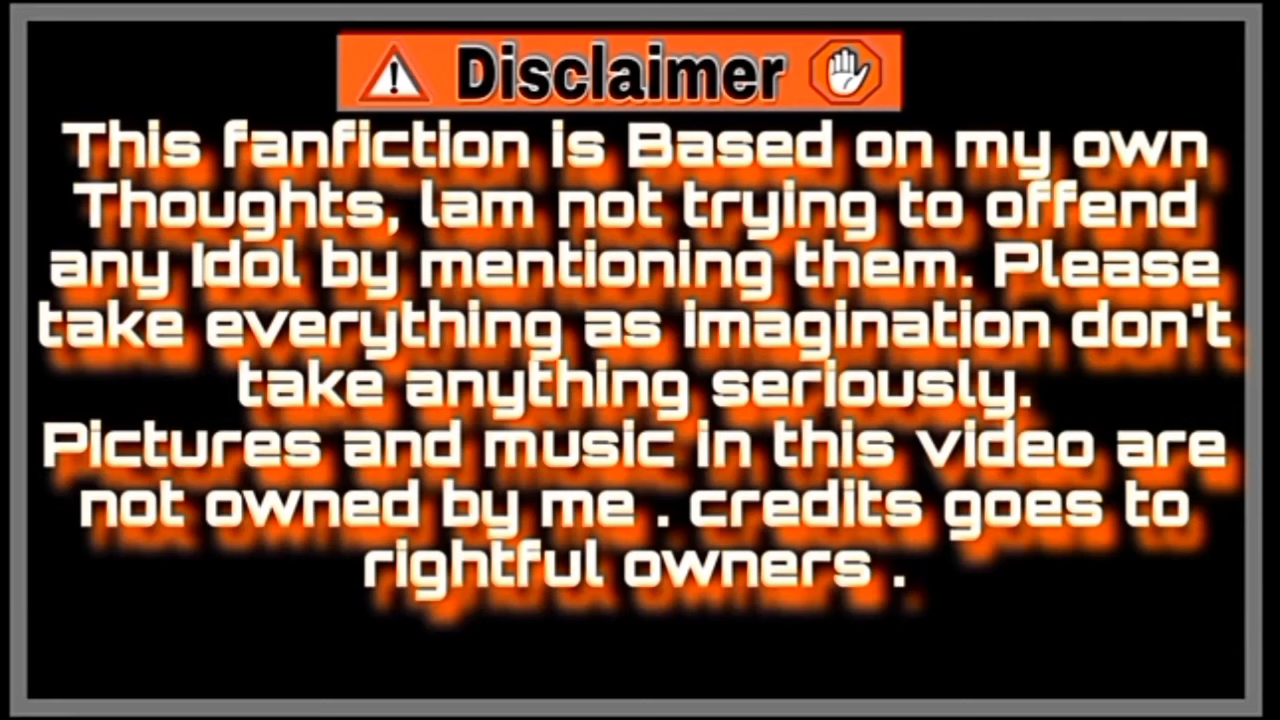 Disclaimer
This fanfiction is Based on my own
Thoughts, lam not trying to offend
any Idol by mentioning them. Please
take everything as imagination don't
take anything seriously.
Pictures and music in this video are
not owned by me . credits goes to
rightful owners .